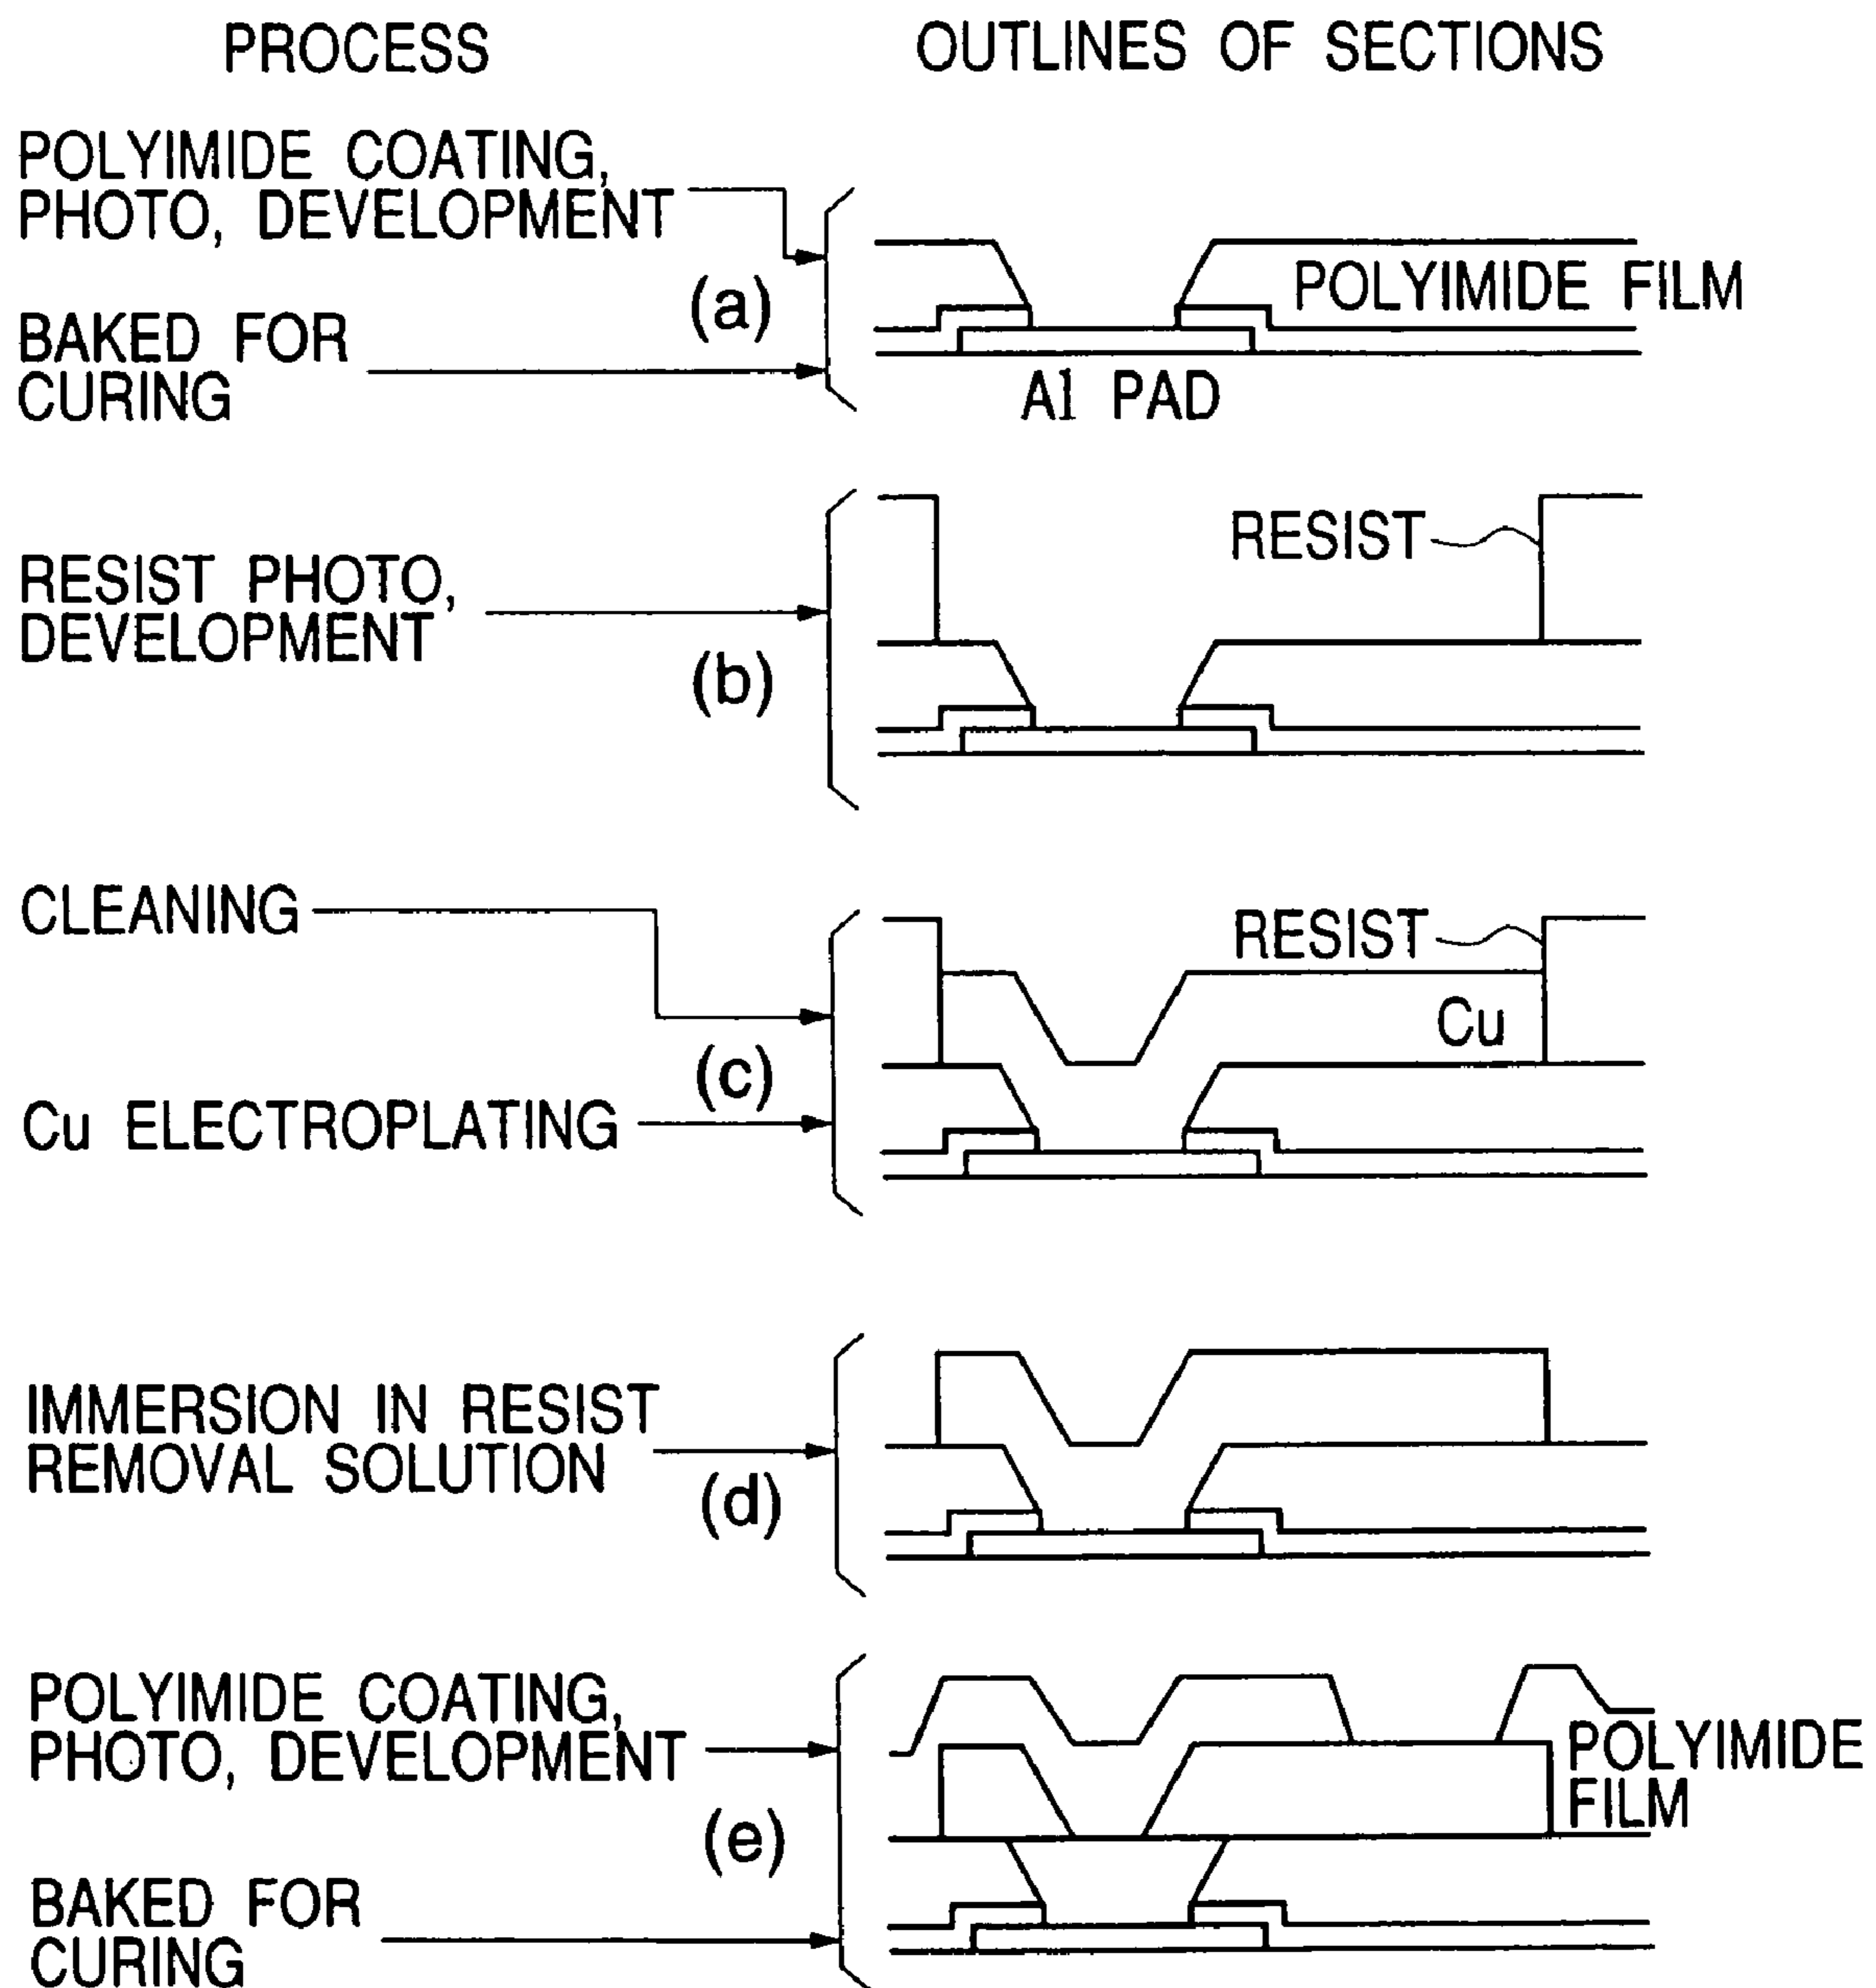 PROCESS
OUTLINES OF SECTIONS
POLYIMIDE COATING,
PHOTO, DEVELOPMENT
BAKED FOR
CURING
(a)
POLYIMIDE FILM
Al PAD
RESIST PHOTO,
DEVELOPMENT
(b)
RESIST
CLEANING
Cu ELECTROPLATING
(c)
RESIST
Cu
IMMERSION IN RESIST
REMOVAL SOLUTION
(d)
POLYIMIDE COATING,
PHOTO, DEVELOPMENT
BAKED FOR
CURING
(e)
POLYIMIDE
FILM